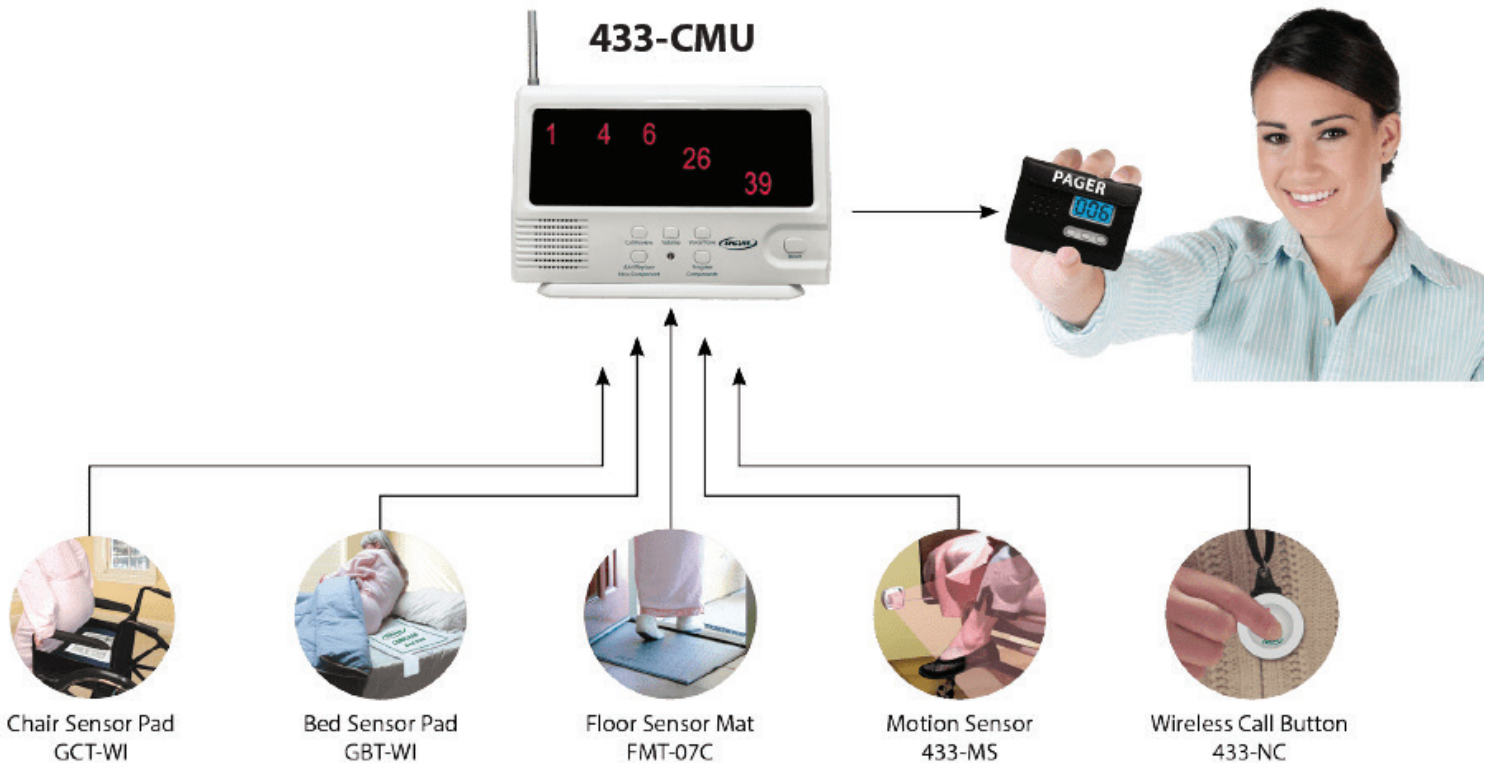 433-CMU
1 4 6
26
39
PAGER
006
Chair Sensor Pad
GCT-WI
Bed Sensor Pad
GBT-WI
Floor Sensor Mat
FMT-07C
Motion Sensor
433-MS
Wireless Call Button
433-NC